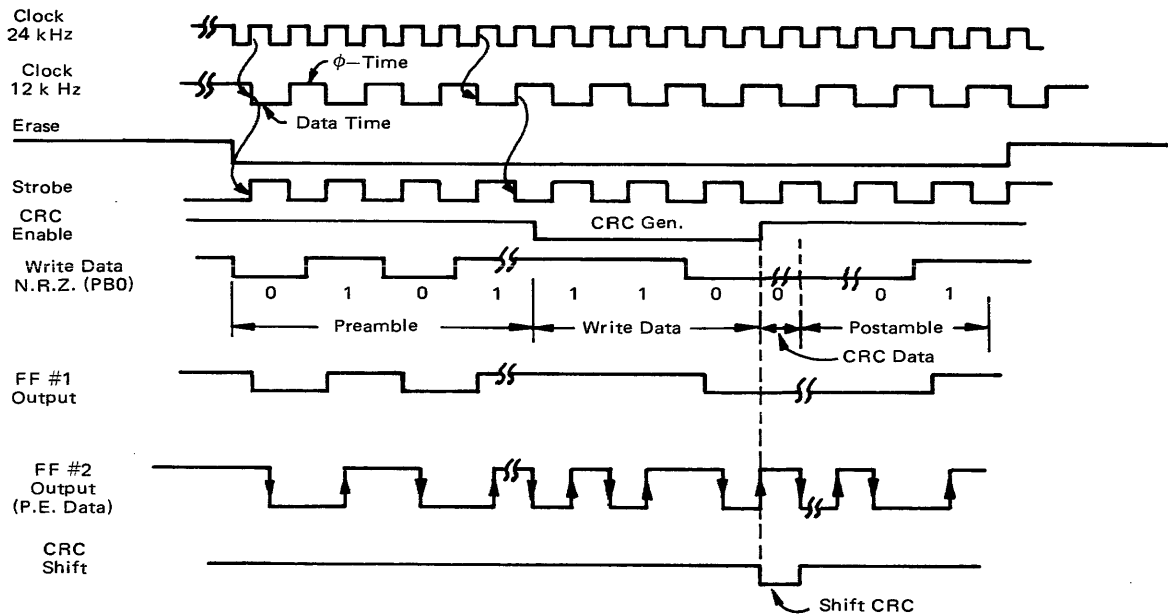 Clock
24 kHz
Clock
12 k Hz
ϕ—Time
Data Time
Erase
Strobe
CRC
Enable
CRC Gen.
Write Data
N.R.Z. (PB0)
0 1 0 1 1 1 0 0 0 1
Preamble Write Data Postamble
CRC Data
FF #1
Output
FF #2
Output
(P.E. Data)
CRC
Shift
Shift CRC